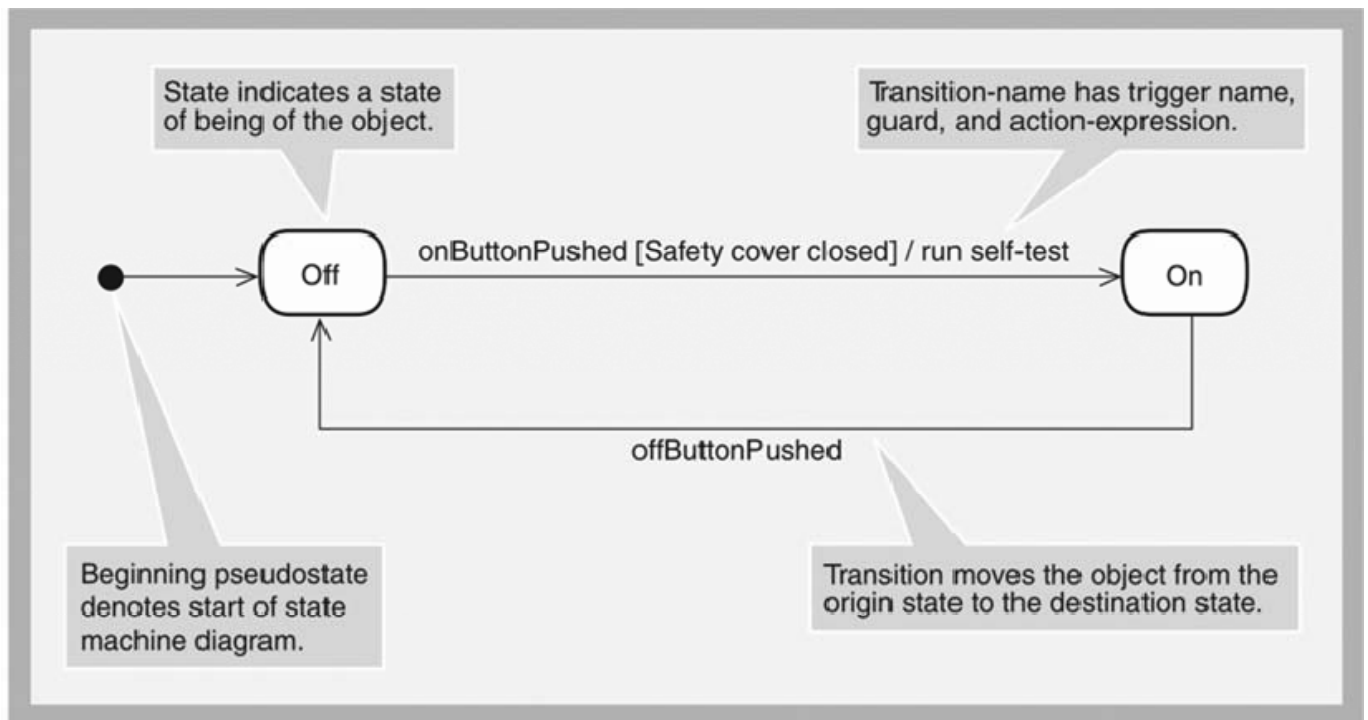 State indicates a state
of being of the object.
Transition-name has trigger name,
guard, and action-expression.
onButtonPushed [Safety cover closed] / run self-test
Off
On
offButtonPushed
Beginning pseudostate
denotes start of state
machine diagram.
Transition moves the object from the
origin state to the destination state.